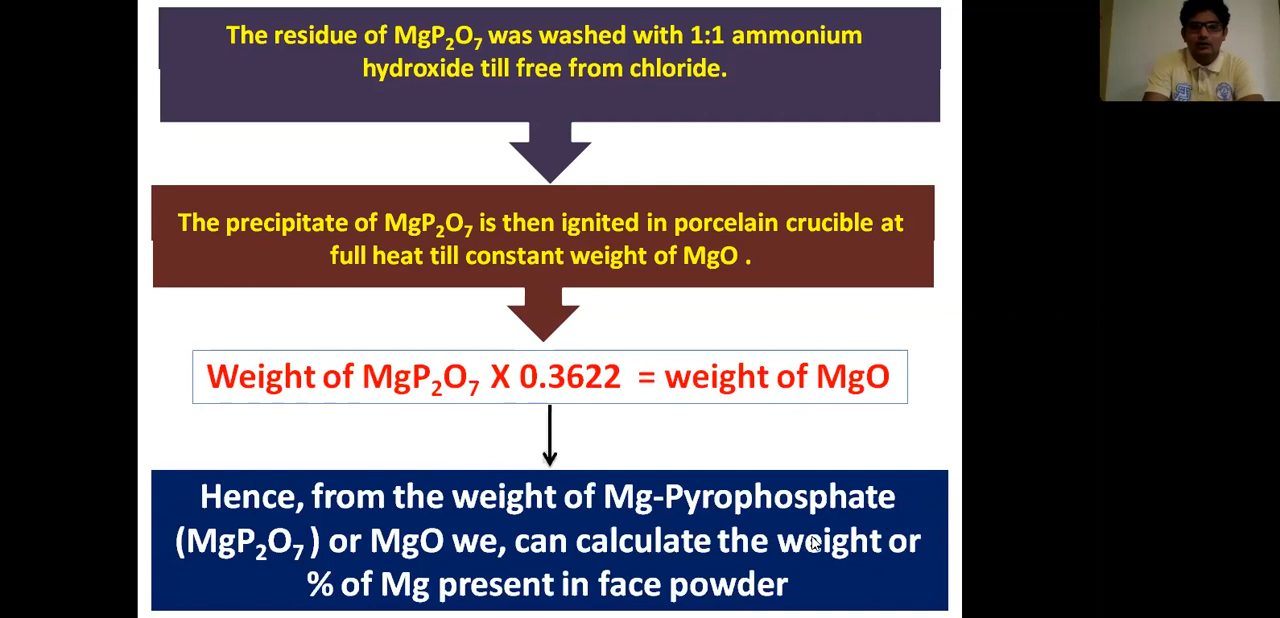 The residue of MgP₂O₇ was washed with 1:1 ammonium
hydroxide till free from chloride.
The precipitate of MgP₂O₇ is then ignited in porcelain crucible at
full heat till constant weight of MgO .
Weight of MgP₂O₇ X 0.3622 = weight of MgO
Hence, from the weight of Mg-Pyrophosphate
(MgP₂O₇ ) or MgO we, can calculate the weight or
% of Mg present in face powder